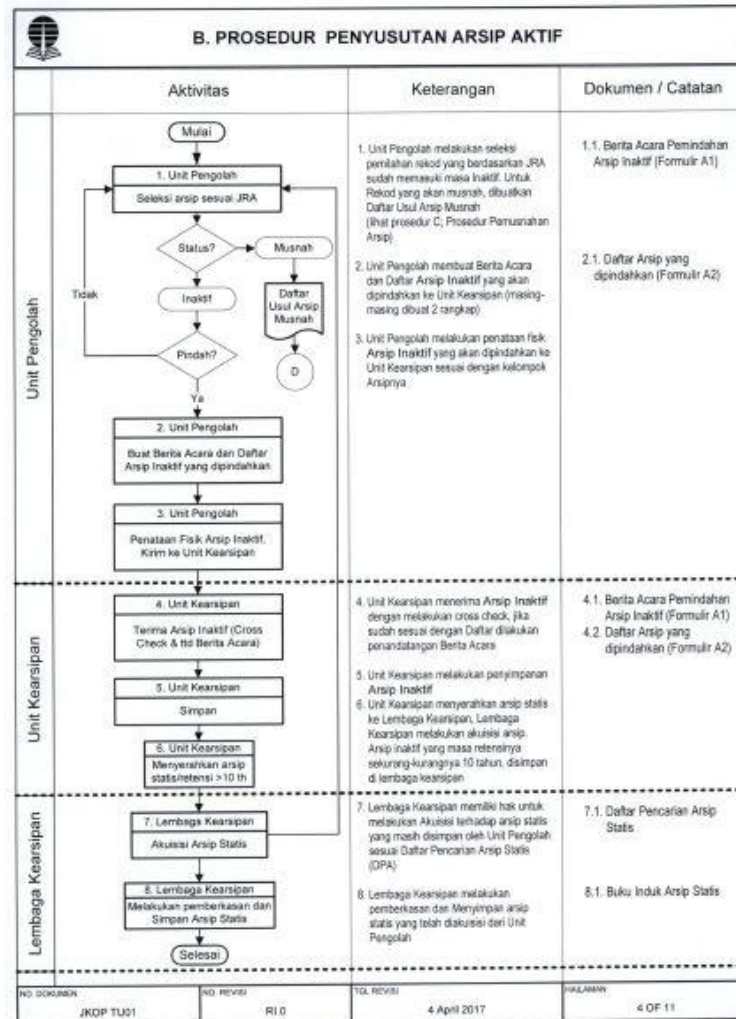 B. PROSEDUR PENYUSUTAN ARSIP AKTIF
Aktivitas
Keterangan
Dokumen / Catatan
Unit Pengolah
Mulai
1. Unit Pengolah
Seleksi arsip sesuai JRA
Status?
Musnah
Tidak
Inaktif
Daftar
Usul Arsip
Musnah
Pindah?
D
Ya
2. Unit Pengolah
Buat Berita Acara dan Daftar
Arsip Inaktif yang dipindahkan
3. Unit Pengolah
Penataan Fisik Arsip Inaktif.
Kirim ke Unit Kearsipan
1. Unit Pengolah melakukan seleksi
pemilahan rekod yang berdasarkan JRA
sudah memasuki masa Inaktif. Untuk
Rekod yang akan musnah, dibuatkan
Daftar Usul Arsip Musnah
(lihat prosedur C; Prosedur Pemusnahan
Arsip)
2. Unit Pengolah membuat Berita Acara
dan Daftar Arsip Inaktif yang akan
dipindahkan ke Unit Kearsipan (masing-
masing dibuat 2 rangkap)
3. Unit Pengolah melakukan penataan fisik
Arsip Inaktif yang akan dipindahkan ke
Unit Kearsipan sesuai dengan kelompok
Arsipnya
1.1. Berita Acara Pemindahan
Arsip Inaktif (Formulir A1)
2.1. Daftar Arsip yang
dipindahkan (Formulir A2)
Unit Kearsipan
4. Unit Kearsipan
Terima Arsip Inaktif (Cross
Check & ttd Berita Acara)
5. Unit Kearsipan
Simpan
6. Unit Kearsipan
Menyerahkan arsip
statis/retensi >10 th
4. Unit Kearsipan menerima Arsip Inaktif
dengan melakukan cross check, jika
sudah sesuai dengan Daftar dilakukan
penandatangan Berita Acara
5. Unit Kearsipan melakukan penyimpanan
Arsip Inaktif
6. Unit Kearsipan menyerahkan arsip statis
ke Lembaga Kearsipan, Lembaga
Kearsipan melakukan akuisisi arsip.
Arsip inaktif yang masa retensinya
sekurang-kurangnya 10 tahun, disimpan
di lembaga kearsipan
4.1. Berita Acara Pemindahan
Arsip Inaktif (Formulir A1)
4.2. Daftar Arsip yang
dipindahkan (Formulir A2)
Lembaga Kearsipan
7. Lembaga Kearsipan
Akuisisi Arsip Statis
8. Lembaga Kearsipan
Melakukan pemberkasan dan
Simpan Arsip Statis
Selesai
7. Lembaga Kearsipan memiliki hak untuk
melakukan Akuisisi terhadap arsip statis
yang masih disimpan oleh Unit Pengolah
sesuai Daftar Pencarian Arsip Statis
(DPA)
8. Lembaga Kearsipan melakukan
pemberkasan dan Menyimpan arsip
statis yang telah diakuisisi dari Unit
Pengolah
7.1. Daftar Pencarian Arsip
Statis
8.1. Buku Induk Arsip Statis
NO. DOKUMEN
JKOP TU01
NO. REVISI
RI.0
TGL REVISI
4 April 2017
HALAMAN
4 OF 11